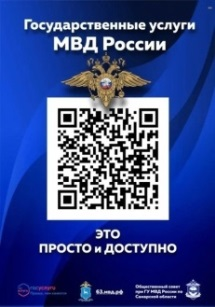 Государственные услуги
МВД России
ЭТО
ПРОСТО и ДОСТУПНО
госуслуги
63.мвд.рф
Общественный совет
при ГУ МВД России по
Самарской области